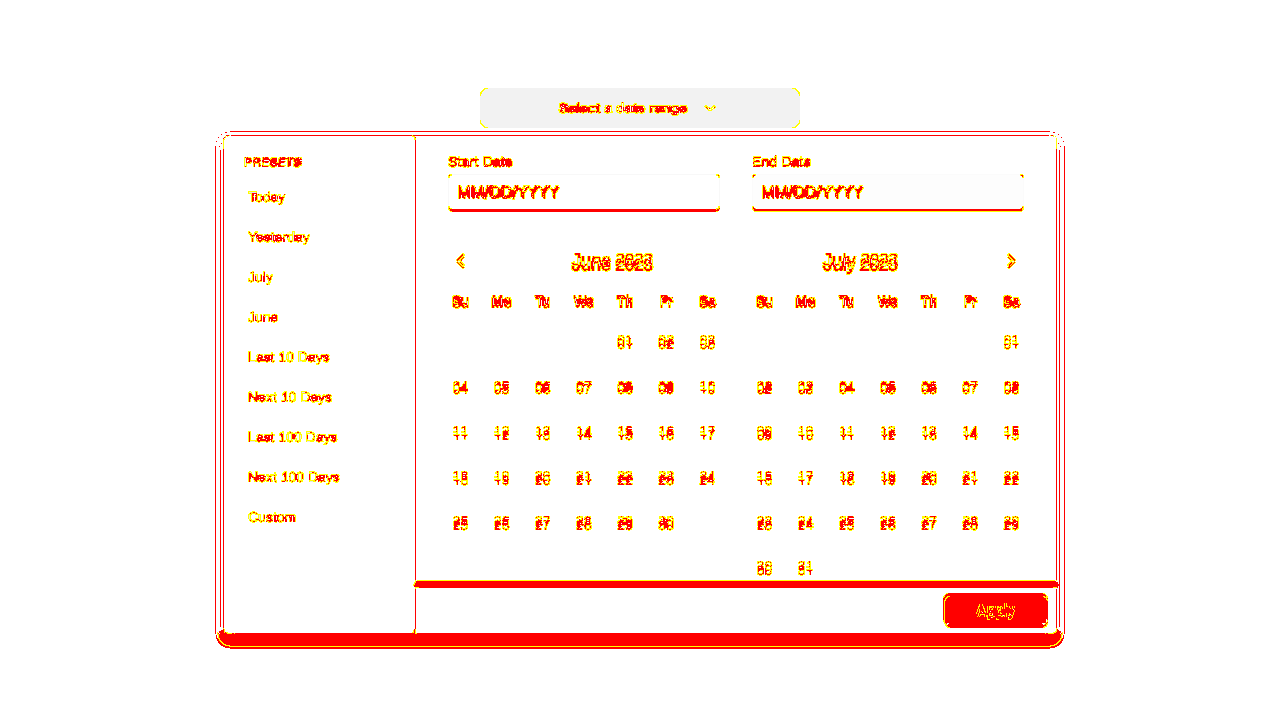 Select a date range
PRESETS
Today
Yesterday
July
June
Last 10 Days
Next 10 Days
Last 100 Days
Next 100 Days
Custom
Start Date
MM/DD/YYYY
End Date
MM/DD/YYYY
June 2023
Su Mo Tu We Th Fr Sa
01 02 03
04 05 06 07 08 09 10
11 12 13 14 15 16 17
18 19 20 21 22 23 24
25 26 27 28 29 30
July 2023
Su Mo Tu We Th Fr Sa
01
02 03 04 05 06 07 08
09 10 11 12 13 14 15
16 17 18 19 20 21 22
23 24 25 26 27 28 29
30 31
Apply